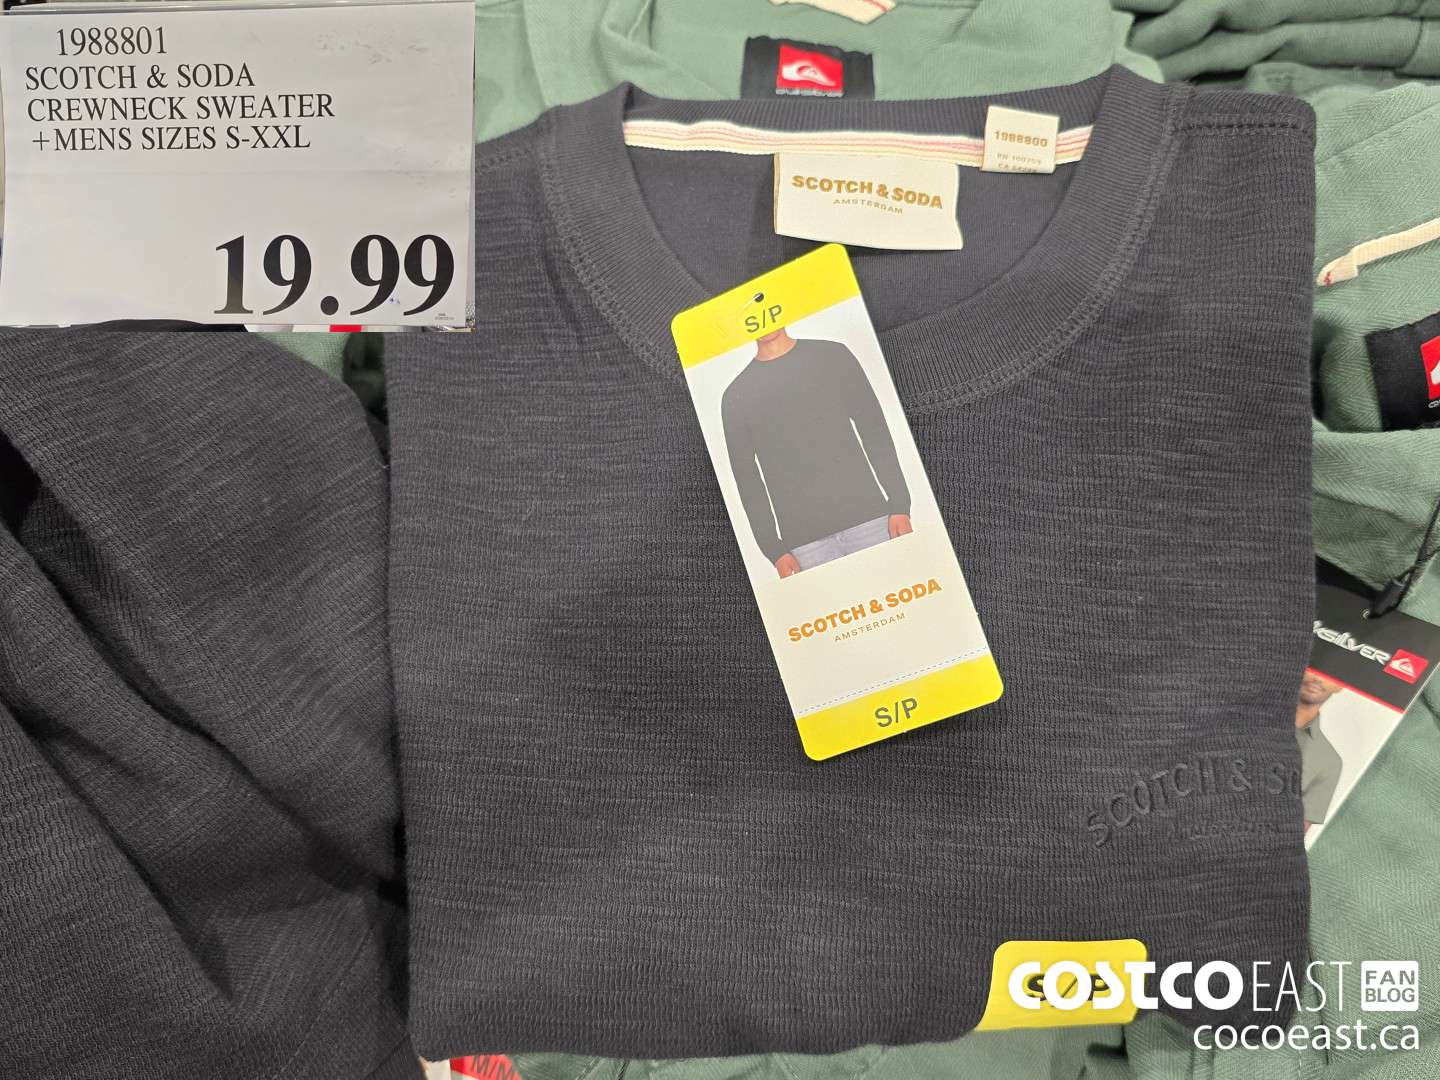 1988801
SCOTCH & SODA
CREWNECK SWEATER
+MENS SIZES S-XXL
19.99
1988800
SCOTCH & SODA
AMSTERDAM
S/P
SCOTCH & SODA
AMSTERDAM
S/P
QUIKSILVER
SCOTCH & S
S/P
M/M
COSTCO EAST FAN BLOG
cocoeast.ca